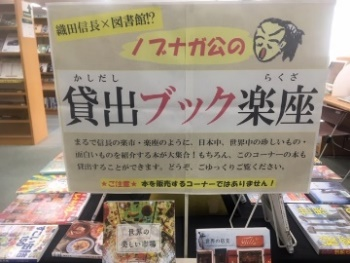 織田信長×図書館!?
ノブナガ公の
かしだし
らくざ
貸出ブック楽座
まるで信長の楽市・楽座のように、日本中、世界中の珍しいもの・
面白いものを紹介する本が大集合！もちろん、このコーナーの本も
貸出することができます。どうぞ、ごゆっくりご覧ください。
★ご注意★ 本を販売するコーナーではありません！
世界の
美しい市場